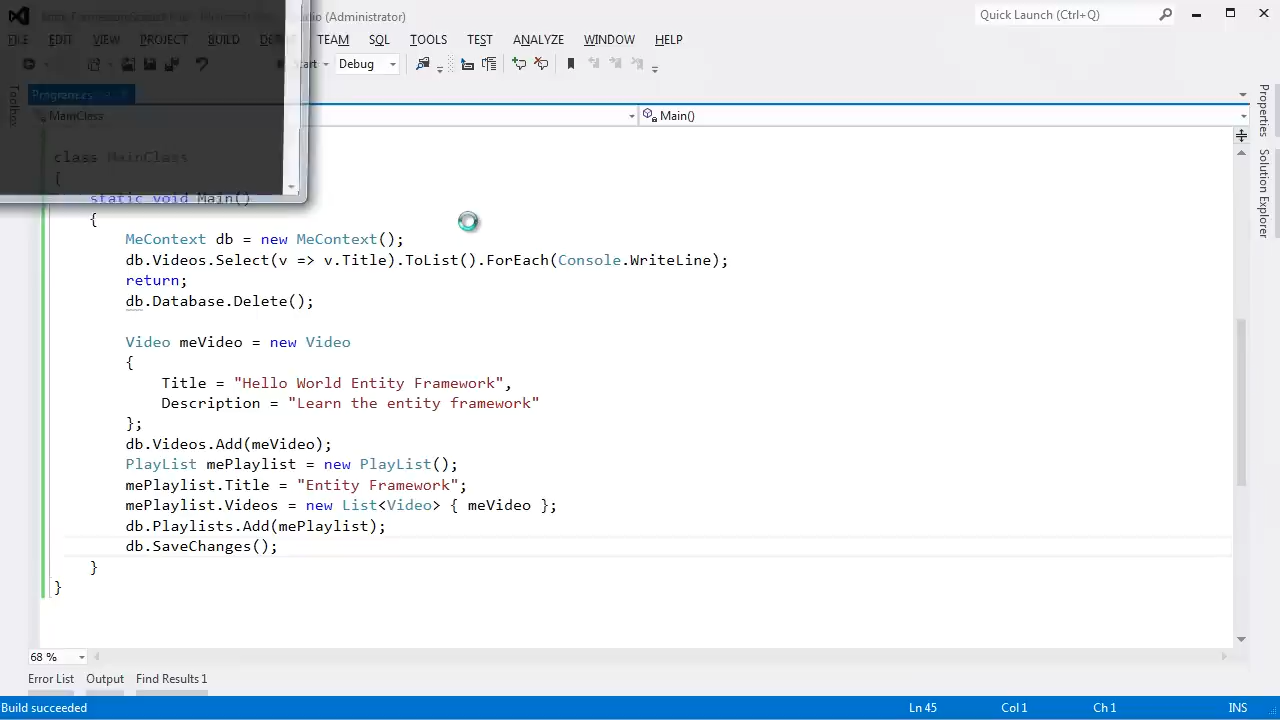 Studio (Administrator)
Quick Launch (Ctrl+Q)
FILE EDIT VIEW PROJECT BUILD TEAM SQL TOOLS TEST ANALYZE WINDOW HELP
Debug
Program.cs
MainClass Main()
Toolbox
Properties
Solution Explorer
class MainClass
{
static void Main()
{
MeContext db = new MeContext();
db.Videos.Select(v => v.Title).ToList().ForEach(Console.WriteLine);
return;
db.Database.Delete();
Video meVideo = new Video
{
Title = "Hello World Entity Framework",
Description = "Learn the entity framework"
};
db.Videos.Add(meVideo);
PlayList mePlaylist = new PlayList();
mePlaylist.Title = "Entity Framework";
mePlaylist.Videos = new List<Video> { meVideo };
db.Playlists.Add(mePlaylist);
db.SaveChanges();
}
}
68 %
Error List Output Find Results 1
Build succeeded Ln 45 Col 1 Ch 1 INS